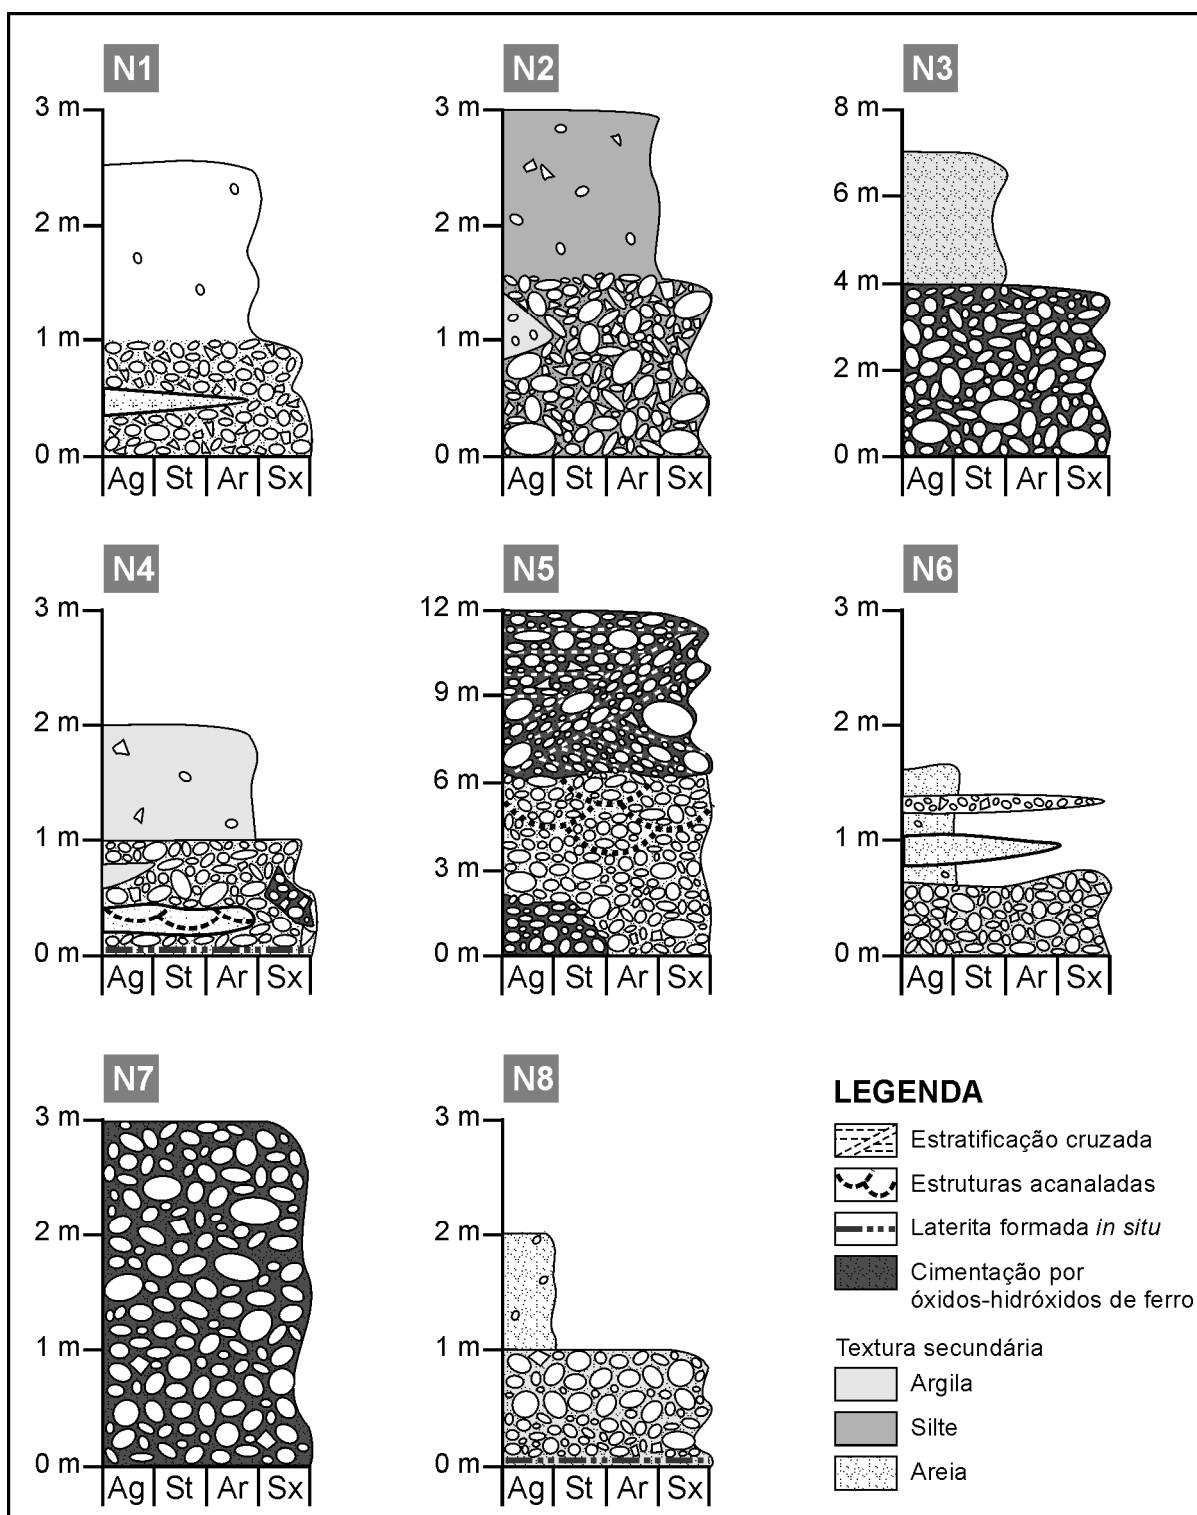 N1
3 m
2 m
1 m
0 m
Ag St Ar Sx
N2
3 m
2 m
1 m
0 m
Ag St Ar Sx
N3
8 m
6 m
4 m
2 m
0 m
Ag St Ar Sx
N4
3 m
2 m
1 m
0 m
Ag St Ar Sx
N5
12 m
9 m
6 m
3 m
0 m
Ag St Ar Sx
N6
3 m
2 m
1 m
0 m
Ag St Ar Sx
N7
3 m
2 m
1 m
0 m
Ag St Ar Sx
N8
3 m
2 m
1 m
0 m
Ag St Ar Sx
LEGENDA
Estratificação cruzada
Estruturas acanaladas
Laterita formada in situ
Cimentação por
óxidos-hidróxidos de ferro
Textura secundária
Argila
Silte
Areia